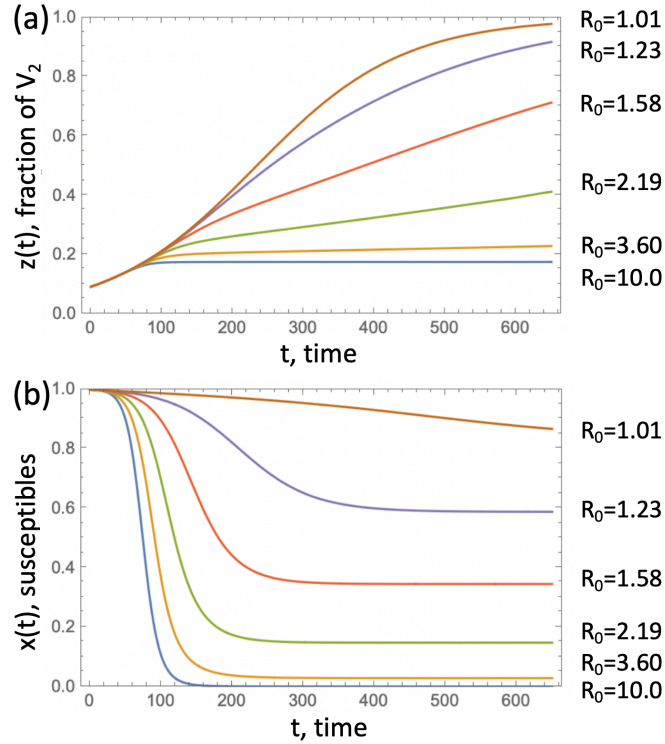 (a)
1.0
0.8
0.6
0.4
0.2
0.0
z(t), fraction of V₂
0 100 200 300 400 500 600
t, time
R₀=1.01
R₀=1.23
R₀=1.58
R₀=2.19
R₀=3.60
R₀=10.0
(b)
1.0
0.8
0.6
0.4
0.2
0.0
x(t), susceptibles
0 100 200 300 400 500 600
t, time
R₀=1.01
R₀=1.23
R₀=1.58
R₀=2.19
R₀=3.60
R₀=10.0